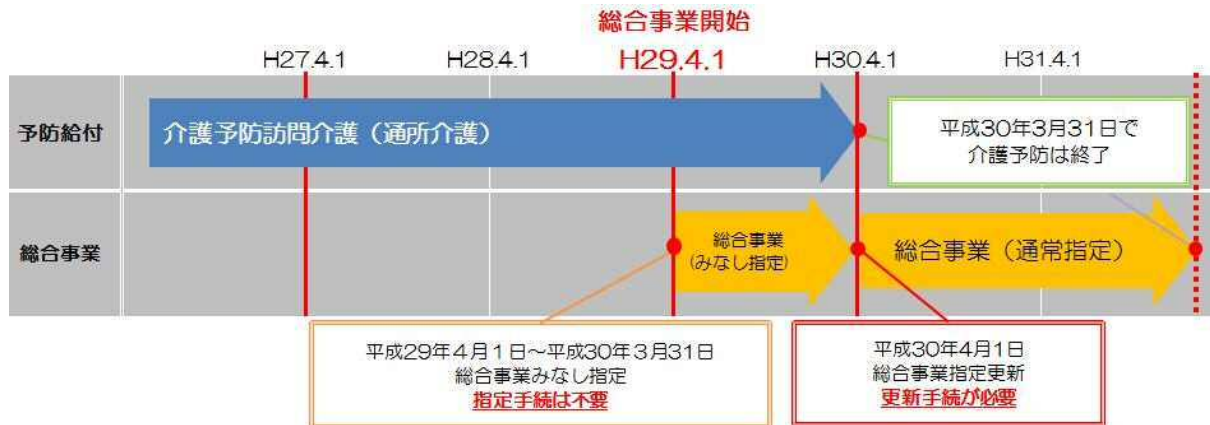 総合事業開始
H27.4.1 H28.4.1 H29.4.1 H30.4.1 H31.4.1
予防給付
介護予防訪問介護（通所介護）
平成30年3月31日で
介護予防は終了
総合事業
総合事業
(みなし指定)
総合事業（通常指定）
平成29年4月1日～平成30年3月31日
総合事業みなし指定
指定手続は不要
平成30年4月1日
総合事業指定更新
更新手続が必要